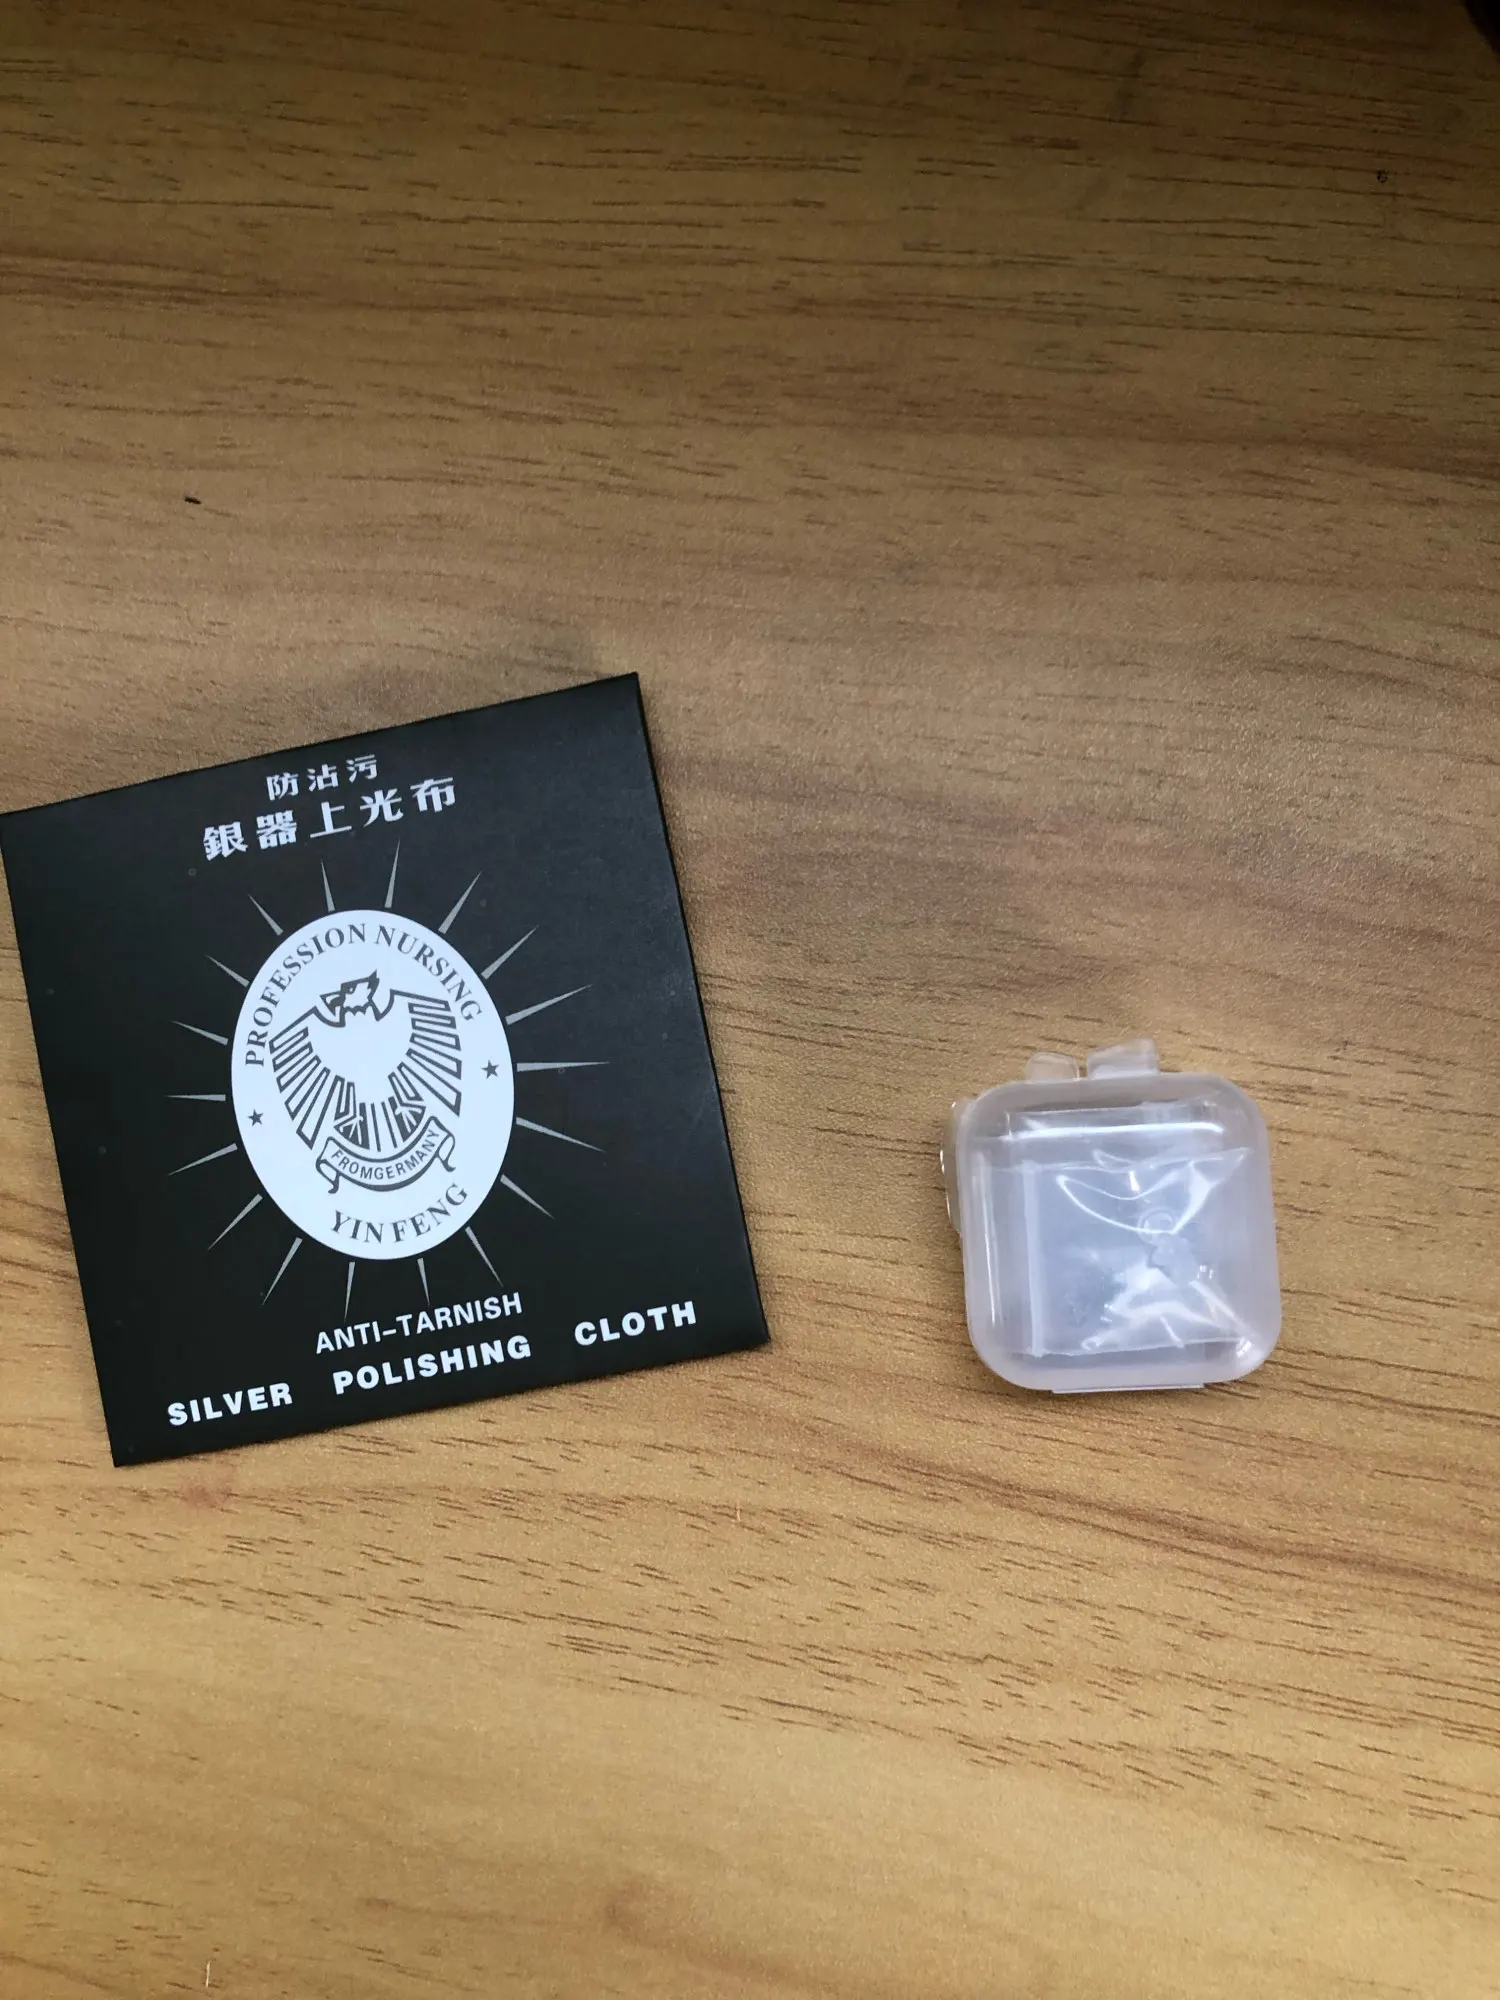 防沾污
銀器上光布
PROFESSION NURSING
FROMGERMANY
YIN FENG
ANTI-TARNISH
SILVER POLISHING CLOTH